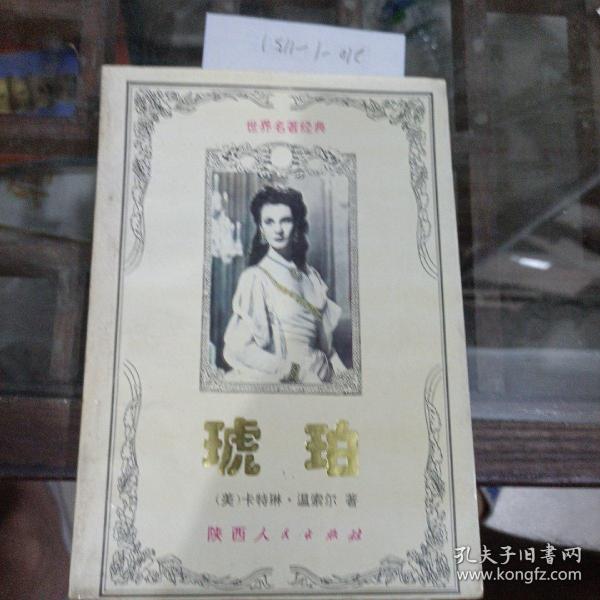 世界名著经典
琥珀
(美)卡特琳·温索尔 著
陕西人民出版社
孔夫子旧书网
www.kongfz.com